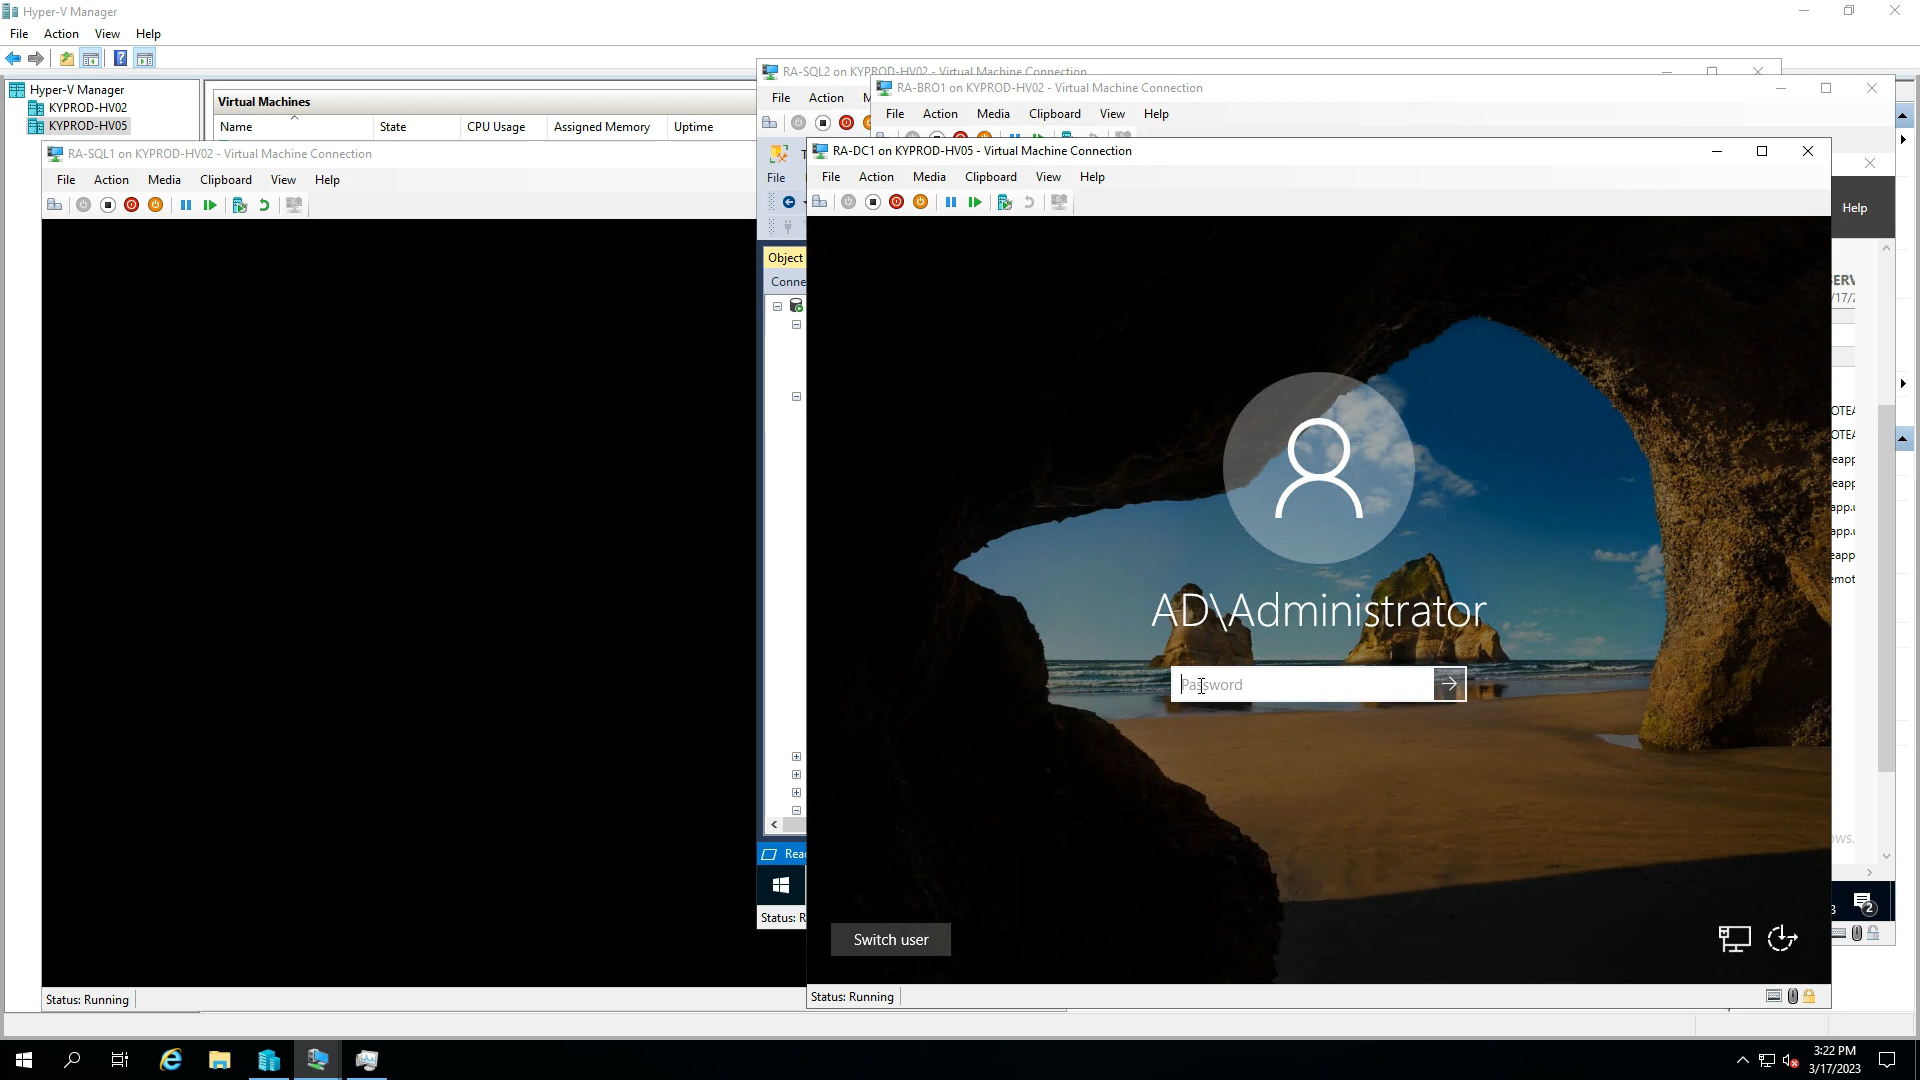 Hyper-V Manager
File Action View Help
Hyper-V Manager
KYPROD-HV02
KYPROD-HV05
Virtual Machines
Name State CPU Usage Assigned Memory Uptime
RA-SQL1 on KYPROD-HV02 - Virtual Machine Connection
File Action Media Clipboard View Help
Status: Running
RA-SQL2 on KYPROD-HV02 - Virtual Machine Connection
File Action
File
Object
Conne
Status: R
RA-BRO1 on KYPROD-HV02 - Virtual Machine Connection
File Action Media Clipboard View Help
Help
2
RA-DC1 on KYPROD-HV05 - Virtual Machine Connection
File Action Media Clipboard View Help
AD\Administrator
Password
Switch user
Status: Running
3:22 PM
3/17/2023